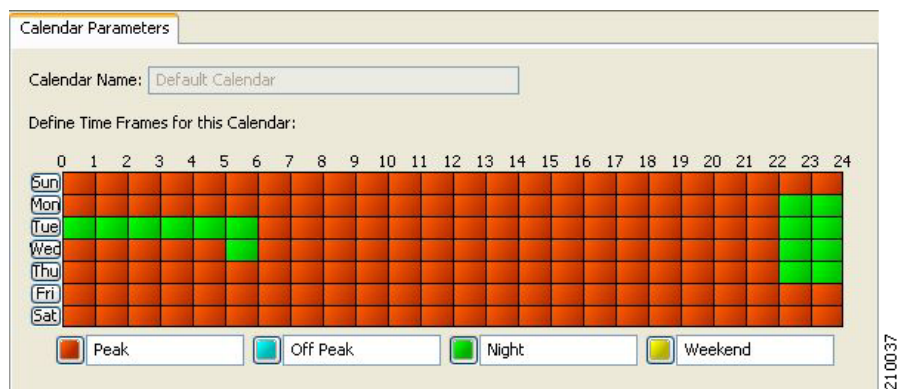 Calendar Parameters
Calendar Name: Default Calendar
Define Time Frames for this Calendar:
0 1 2 3 4 5 6 7 8 9 10 11 12 13 14 15 16 17 18 19 20 21 22 23 24
Sun
Mon
Tue
Wed
Thu
Fri
Sat
Peak Off Peak Night Weekend
210037